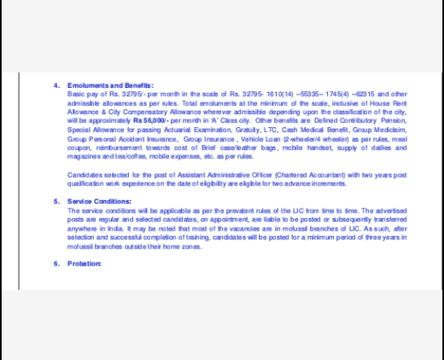 4. Emoluments and Benefits:
Basic pay of Rs. 32795/- per month in the scale of Rs. 32795- 1610(14) –55335– 1745(4) –62315 and other
admissible allowances as per rules. Total emoluments at the minimum of the scale, inclusive of House Rent
Allowance & City Compensatory Allowance wherever admissible depending upon the classification of the city,
will be approximately Rs 56,000/- per month in 'A' Class city. Other benefits are Defined Contributory Pension,
Special Allowance for passing Actuarial Examination, Gratuity, LTC, Cash Medical Benefit, Group Mediclaim,
Group Personal Accident Insurance, Group Insurance , Vehicle Loan (2-wheeler/4 wheeler) as per rules, meal
coupon, reimbursement towards cost of Brief case/leather bags, mobile handset, supply of dailies and
magazines and tea/coffee, mobile expenses, etc. as per rules.
Candidates selected for the post of Assistant Administrative Officer (Chartered Accountant) with two years post
qualification work experience on the date of eligibility are eligible for two advance increments.
5. Service Conditions:
The service conditions will be applicable as per the prevalent rules of the LIC from time to time. The advertised
posts are regular and selected candidates, on appointment, are liable to be posted or subsequently transferred
anywhere in India. It may be noted that most of the vacancies are in mofussil branches of LIC. As such, after
selection and successful completion of training, candidates will be posted for a minimum period of three years in
mofussil branches outside their home zones.
6. Probation: